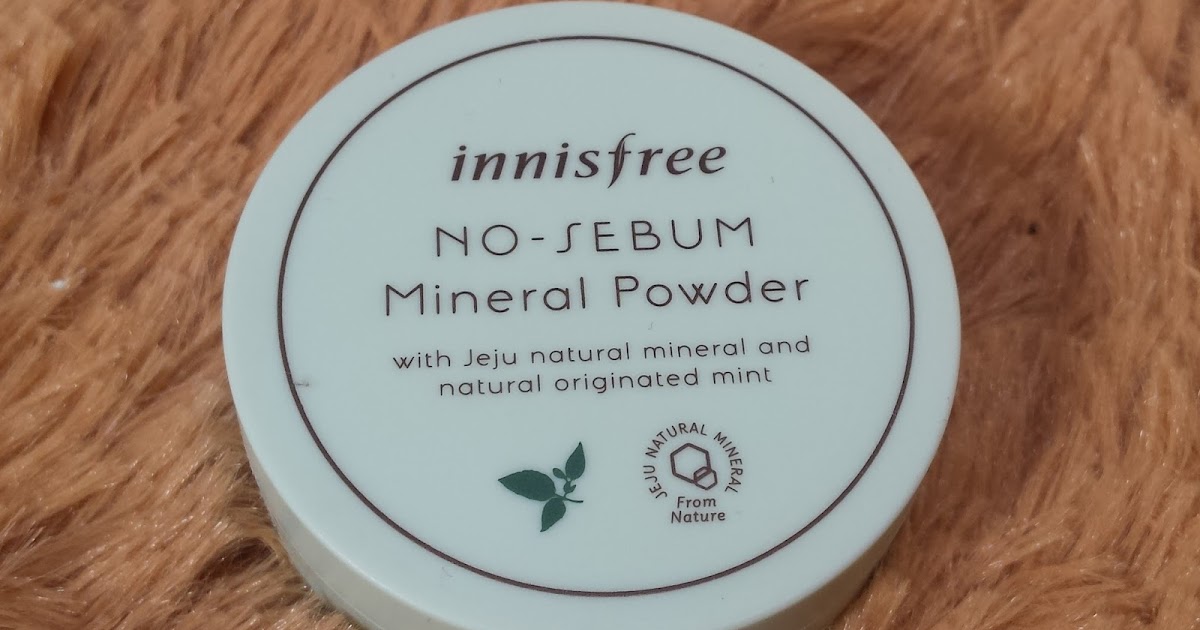 innisfree
NO-SEBUM
Mineral Powder
with Jeju natural mineral and
natural originated mint
JEJU NATURAL MINERAL
From
Nature